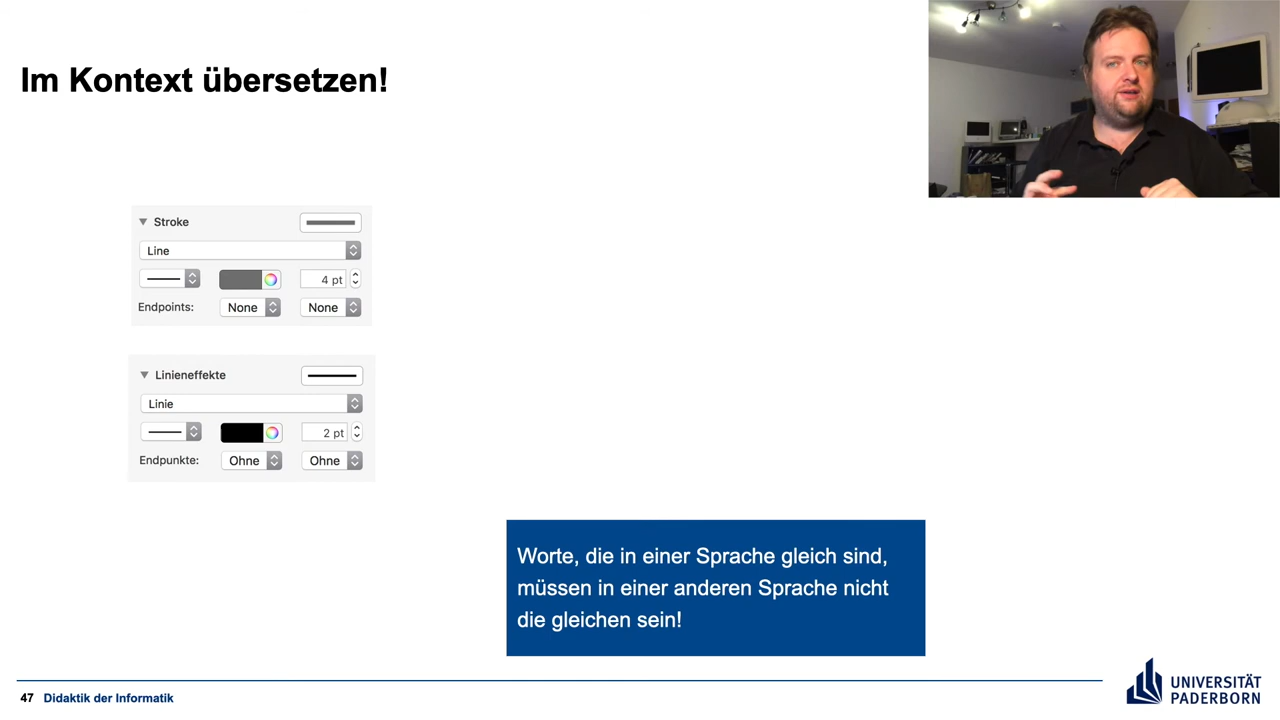 Im Kontext übersetzen!
Stroke
Line
4 pt
Endpoints: None None
Linieneffekte
Linie
2 pt
Endpunkte: Ohne Ohne
Worte, die in einer Sprache gleich sind,
müssen in einer anderen Sprache nicht
die gleichen sein!
47 Didaktik der Informatik
UNIVERSITÄT
PADERBORN